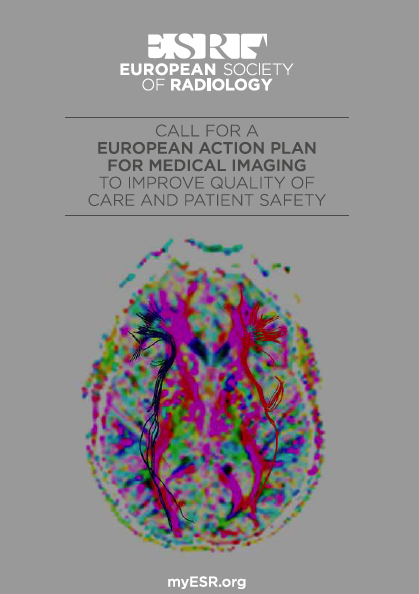 ESR
EUROPEAN SOCIETY
OF RADIOLOGY
CALL FOR A
EUROPEAN ACTION PLAN
FOR MEDICAL IMAGING
TO IMPROVE QUALITY OF
CARE AND PATIENT SAFETY
myESR.org